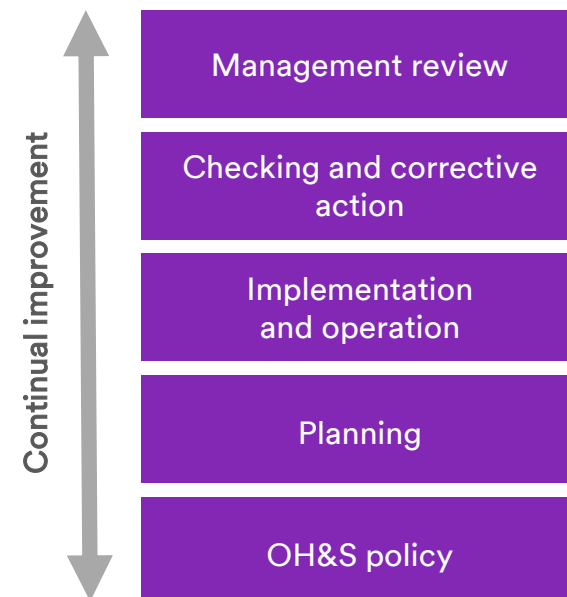 Continual improvement
Management review
Checking and corrective
action
Implementation
and operation
Planning
OH&S policy